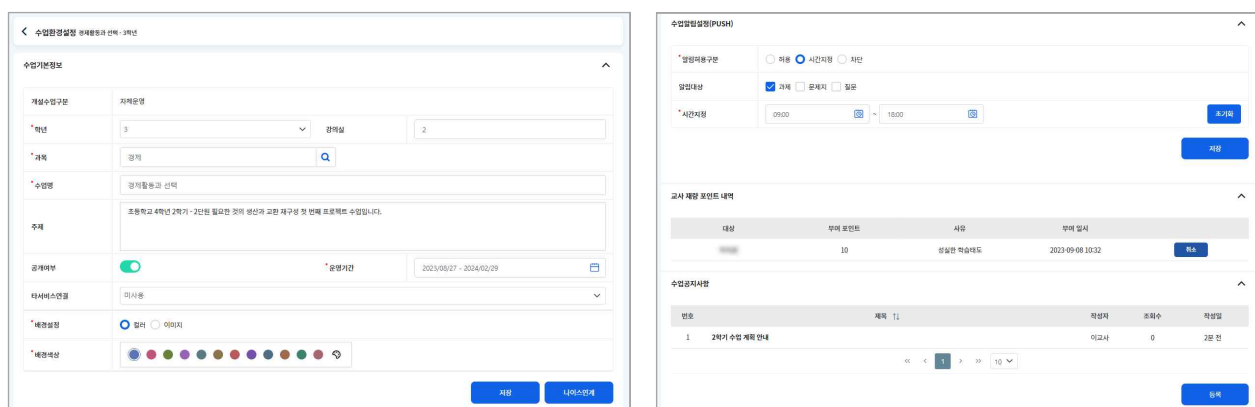 수업환경설정 경제활동과 선택 - 3학년
수업기본정보
개설수업구분 자체운영
*학년 3 강의실 2
*과목 경제
*수업명 경제활동과 선택
주제 초등학교 4학년 2학기 - 2단원 필요한 것의 생산과 교환 재구성 첫 번째 프로젝트 수업입니다.
공개여부 *운영기간 2023/08/27 ~ 2024/02/29
타서비스연결 미사용
*배경설정 컬러 이미지
*배경색상
저장 나이스연계
수업알림설정(PUSH)
*알림허용구분 허용 시간지정 차단
알림대상 과제 문제지 질문
*시간지정 09:00 ~ 18:00 초기화
저장
교사 재량 포인트 내역
대상 부여 포인트 사유 부여 일시
10 성실한 학습태도 2023-09-08 10:32 취소
수업공지사항
번호 제목 작성자 조회수 작성일
1 2학기 수업 계획 안내 이교사 0 2분 전
« < 1 > » 10
등록